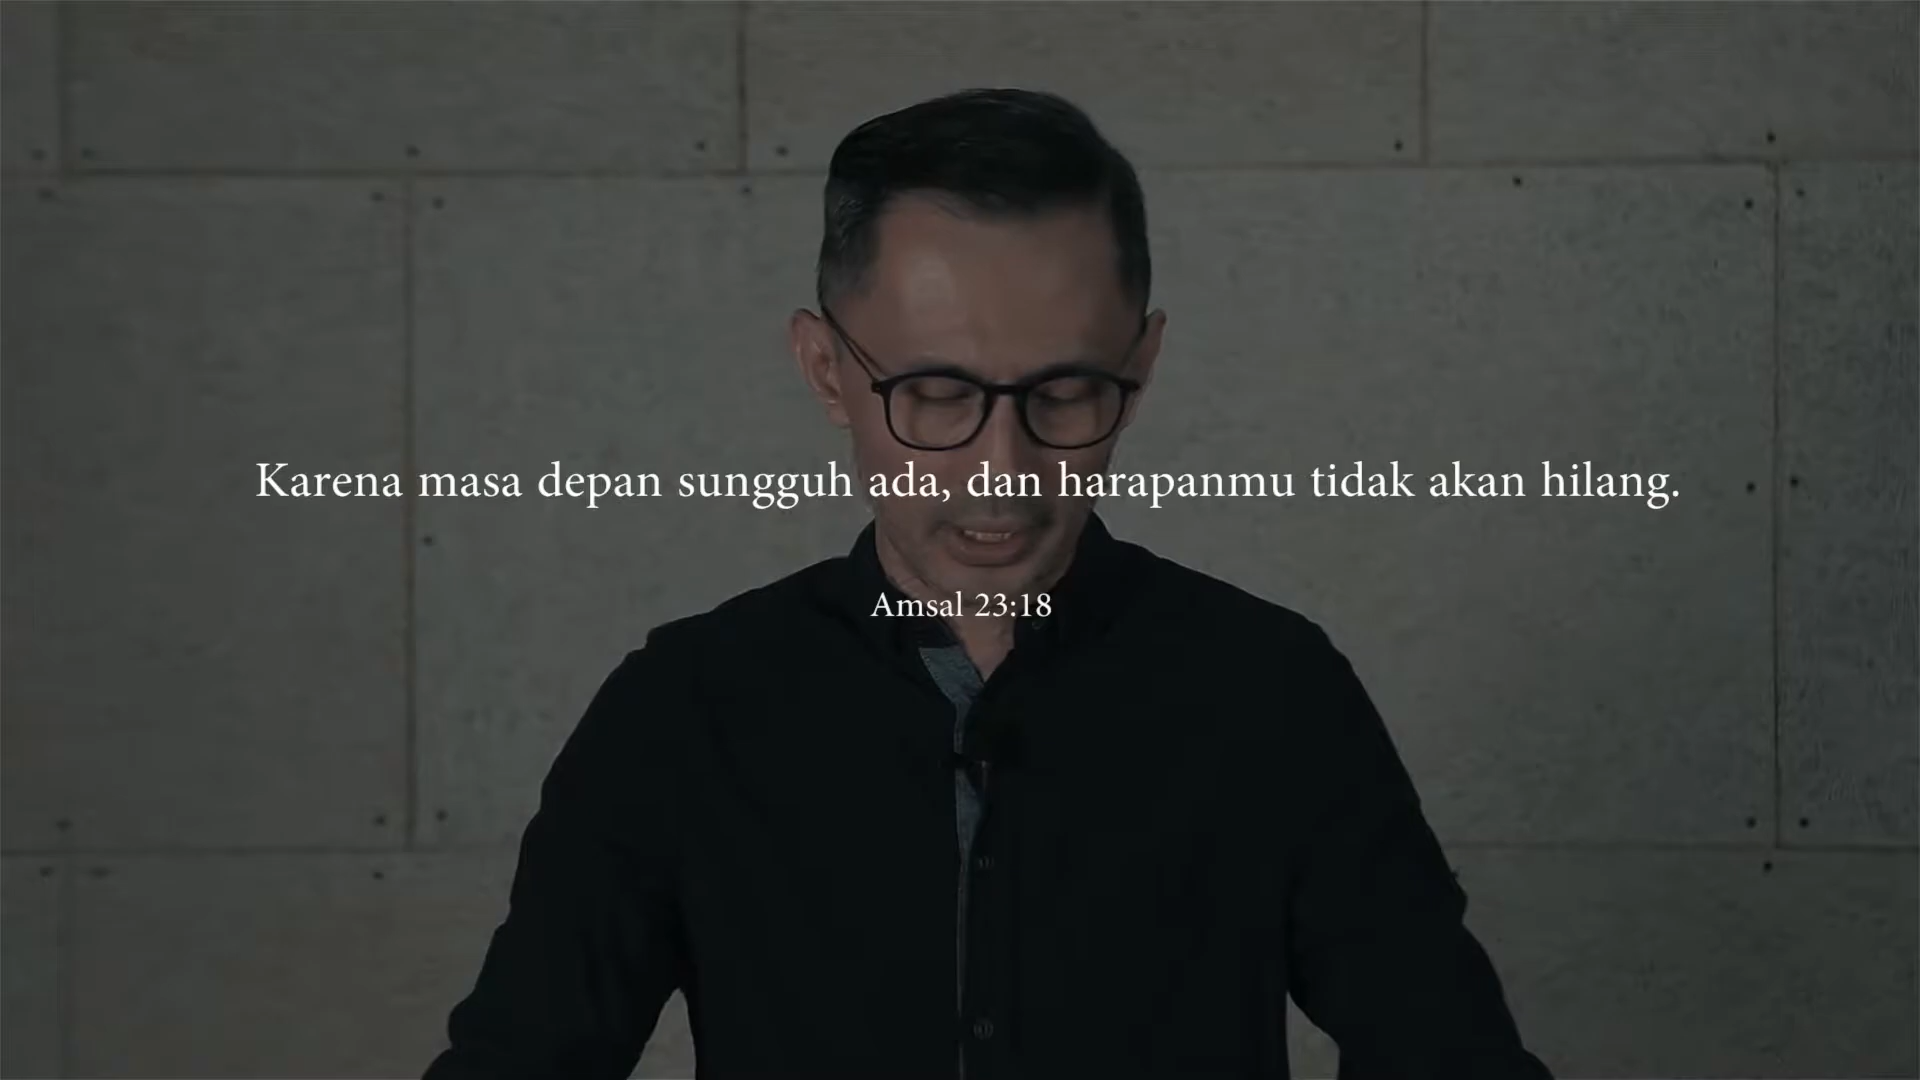 Karena masa depan sungguh ada, dan harapanmu tidak akan hilang.
Amsal 23:18